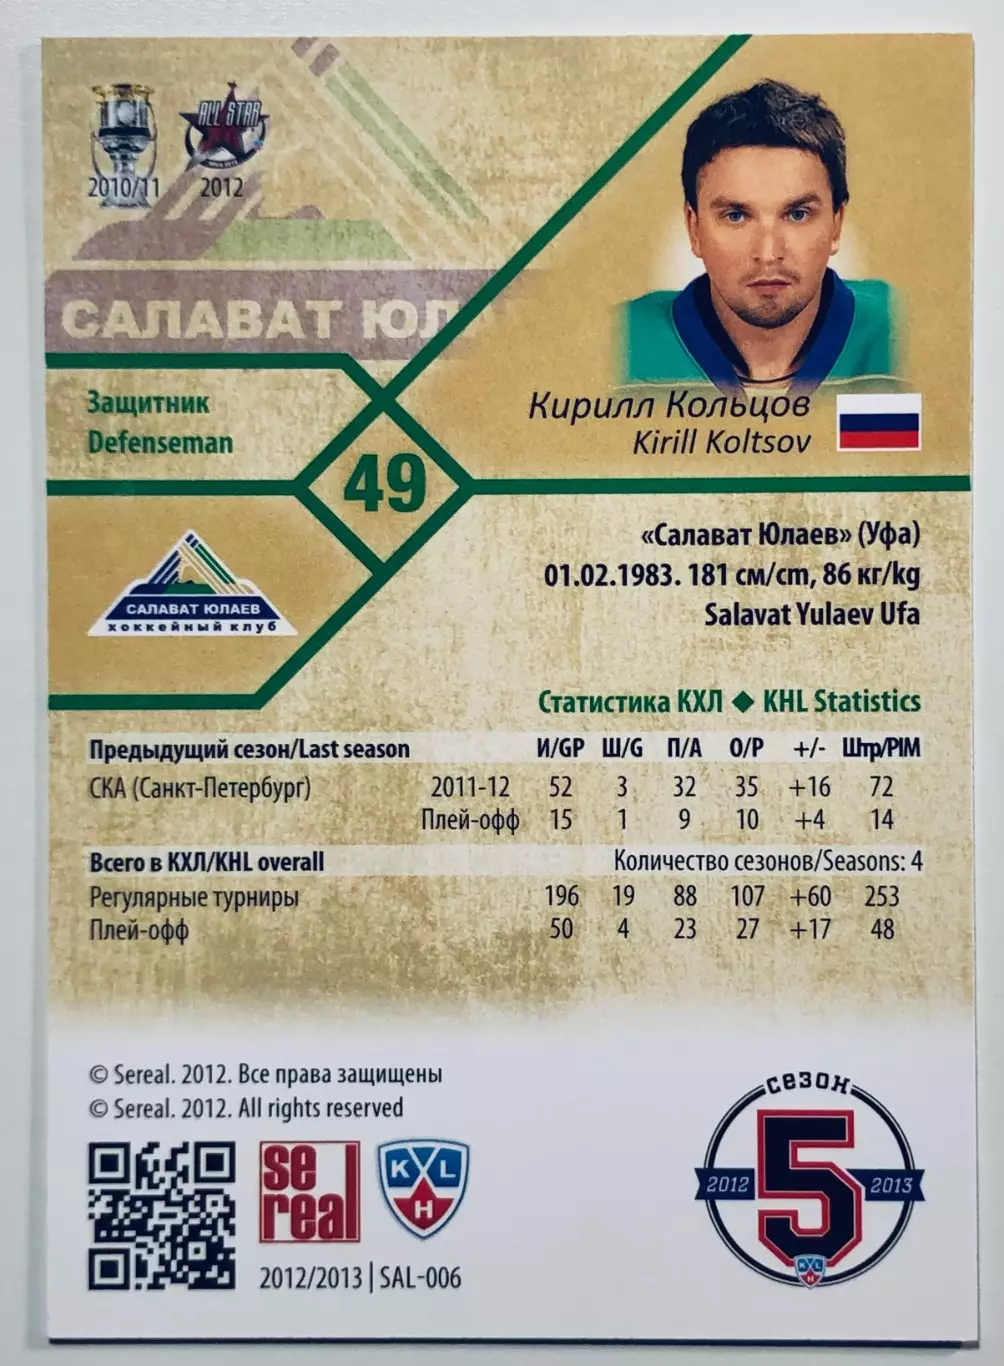 ALL STAR
2010/11 2012
САЛАВАТ ЮЛА
Защитник
Defenseman
49
Кирилл Кольцов
Kirill Koltsov
«Салават Юлаев» (Уфа)
01.02.1983. 181 см/cm, 86 кг/kg
Salavat Yulaev Ufa
САЛАВАТ ЮЛАЕВ
хоккейный клуб
Статистика КХЛ ◆ KHL Statistics
Предыдущий сезон/Last season И/GP Ш/G П/A О/P +/- Штр/PIM
СКА (Санкт-Петербург) 2011-12 52 3 32 35 +16 72
Плей-офф 15 1 9 10 +4 14
Всего в КХЛ/KHL overall Количество сезонов/Seasons: 4
Регулярные турниры 196 19 88 107 +60 253
Плей-офф 50 4 23 27 +17 48
© Sereal. 2012. Все права защищены
© Sereal. 2012. All rights reserved
se
real
КХЛ
Н
2012/2013 | SAL-006
сезон
2012 5 2013
КХЛ
Н